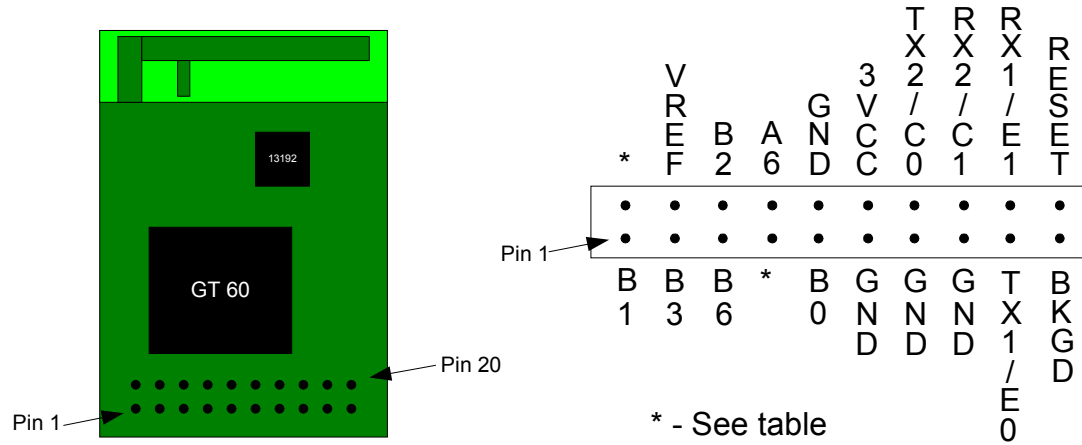 13192
GT 60
Pin 20
Pin 1
*
VREF
B2
A6
GND
3VCC
TX2/C0
RX2/C1
RX1/E1
RESET
Pin 1
B1
B3
B6
*
B0
GND
GND
GND
TX1/E0
BKGD
* - See table